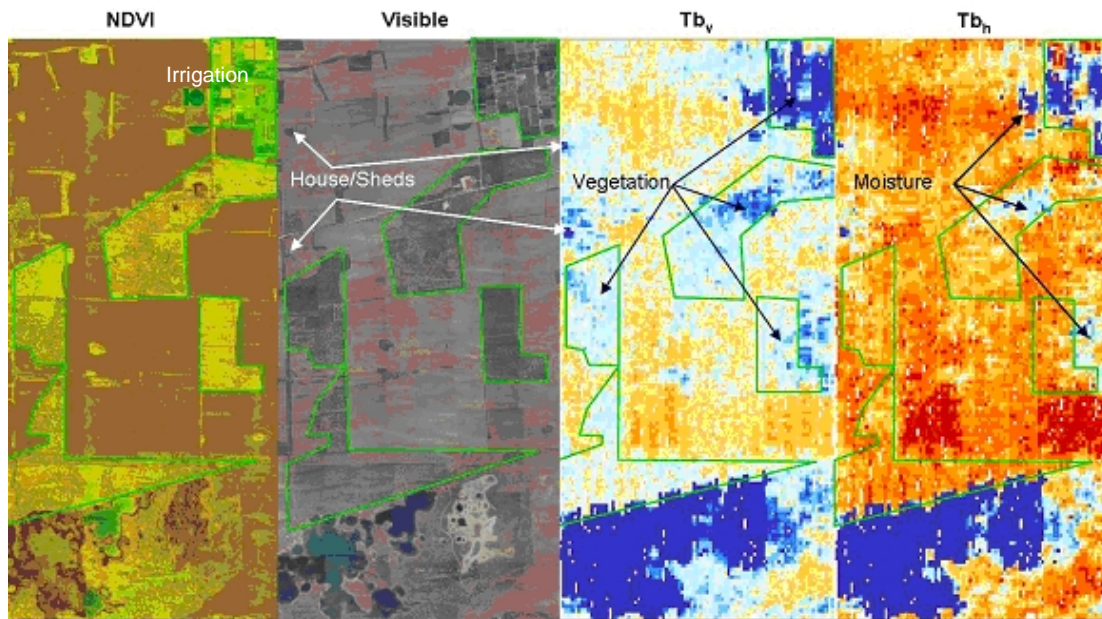 NDVI
Visible
Tbv
Tbh
Irrigation
House/Sheds
Vegetation
Moisture